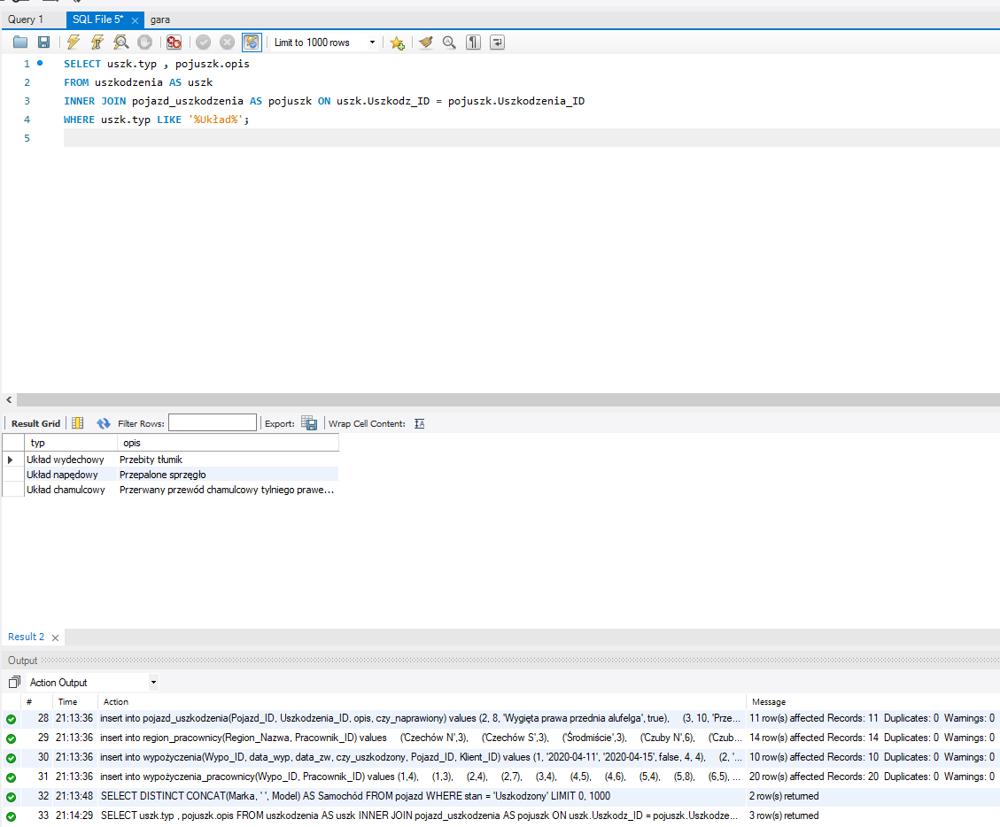 Query 1 SQL File 5* gara
Limit to 1000 rows
1 SELECT uszk.typ , pojuszk.opis
2 FROM uszkodzenia AS uszk
3 INNER JOIN pojazd_uszkodzenia AS pojuszk ON uszk.Uszkodz_ID = pojuszk.Uszkodzenia_ID
4 WHERE uszk.typ LIKE '%Układ%';
5
Result Grid Filter Rows: Export: Wrap Cell Content:
typ opis
Układ wydechowy Przebity tłumik
Układ napędowy Przepalone sprzęgło
Układ chamulcowy Przerwany przewód chamulcowy tylniego prawe...
Result 2
Output
Action Output
# Time Action Message
28 21:13:36 insert into pojazd_uszkodzenia(Pojazd_ID, Uszkodzenia_ID, opis, czy_naprawiony) values (2, 8, 'Wygięta prawa przednia alufelga', true), (3, 10, 'Prze... 11 row(s) affected Records: 11 Duplicates: 0 Warnings: 0
29 21:13:36 insert into region_pracownicy(Region_Nazwa, Pracownik_ID) values ('Czechów N',3), ('Czechów S',3), ('Środmiście',3), ('Czuby N',6), ('Czub... 14 row(s) affected Records: 14 Duplicates: 0 Warnings: 0
30 21:13:36 insert into wypożyczenia(Wypo_ID, data_wyp, data_zw, czy_uszkodzony, Pojazd_ID, Klient_ID) values (1, '2020-04-11', '2020-04-15', false, 4, 4), (2, '... 10 row(s) affected Records: 10 Duplicates: 0 Warnings: 0
31 21:13:36 insert into wypożyczenia_pracownicy(Wypo_ID, Pracownik_ID) values (1,4), (1,3), (2,4), (2,7), (3,4), (4,5), (4,6), (5,4), (5,8), (6,5), ... 20 row(s) affected Records: 20 Duplicates: 0 Warnings: 0
32 21:13:48 SELECT DISTINCT CONCAT(Marka, ' ', Model) AS Samochód FROM pojazd WHERE stan = 'Uszkodzony' LIMIT 0, 1000 2 row(s) returned
33 21:14:29 SELECT uszk.typ , pojuszk.opis FROM uszkodzenia AS uszk INNER JOIN pojazd_uszkodzenia AS pojuszk ON uszk.Uszkodz_ID = pojuszk.Uszkodze... 3 row(s) returned